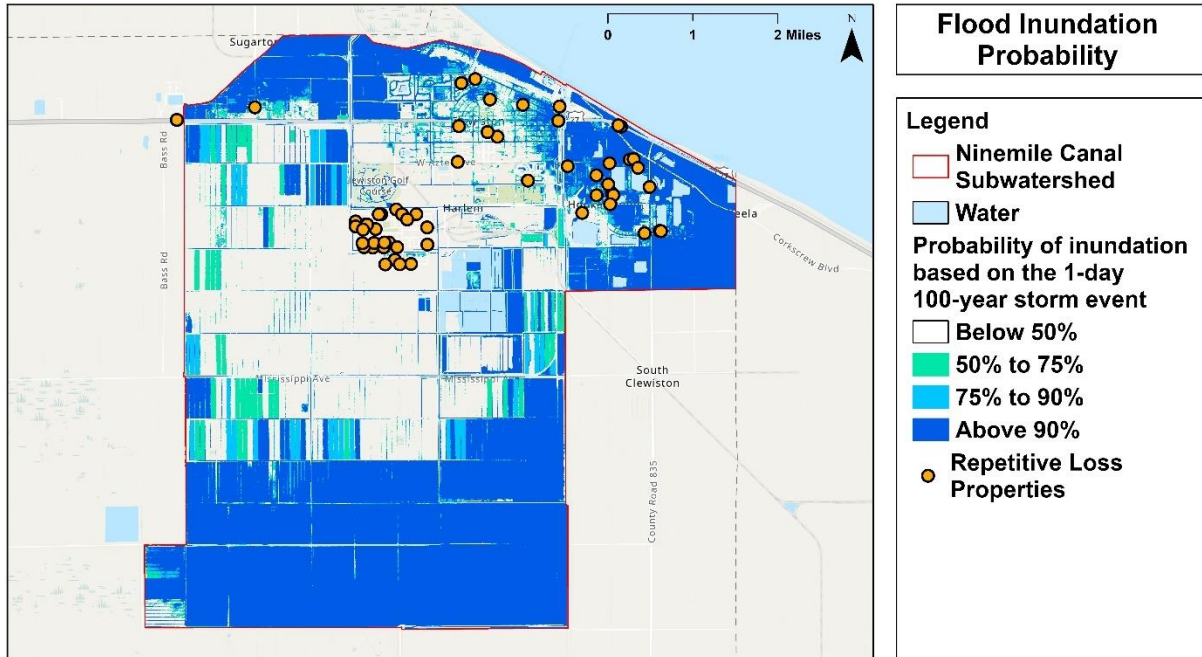 Sugarton
N
0 1 2 Miles
Bass Rd
Golf
Course
Harlem
Bass Rd
Corkscrew Blvd
Mississippi Ave
Mississippi
South
Clewiston
County Road 835
Flood Inundation
Probability
Legend
Ninemile Canal
Subwatershed
Water
Probability of inundation
based on the 1-day
100-year storm event
Below 50%
50% to 75%
75% to 90%
Above 90%
Repetitive Loss
Properties